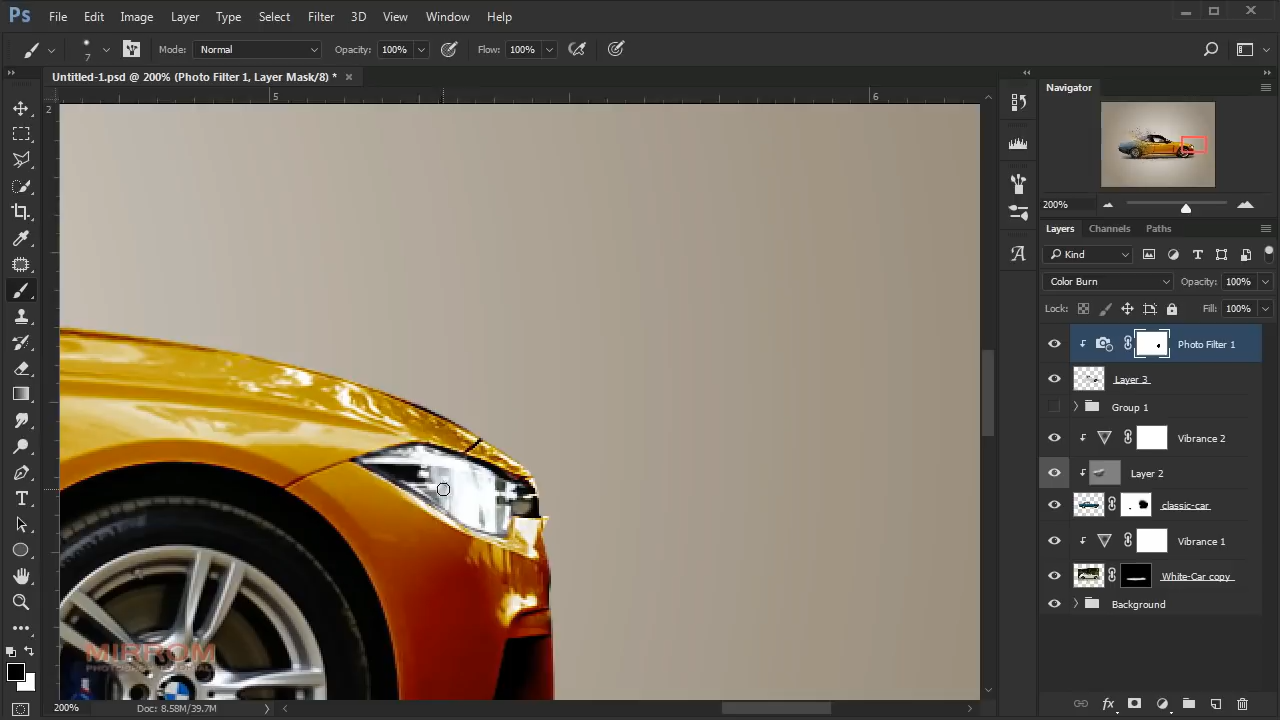 Ps File Edit Image Layer Type Select Filter 3D View Window Help
7 Mode: Normal Opacity: 100% Flow: 100%
Untitled-1.psd @ 200% (Photo Filter 1, Layer Mask/8) * ×
2 5 6
Navigator
200%
Layers Channels Paths
Kind
Color Burn Opacity: 100%
Lock: Fill: 100%
Photo Filter 1
Layer 3
Group 1
Vibrance 2
Layer 2
classic-car
Vibrance 1
White-Car copy
Background
MIRROM
200% Doc: 8.58M/39.7M
fx